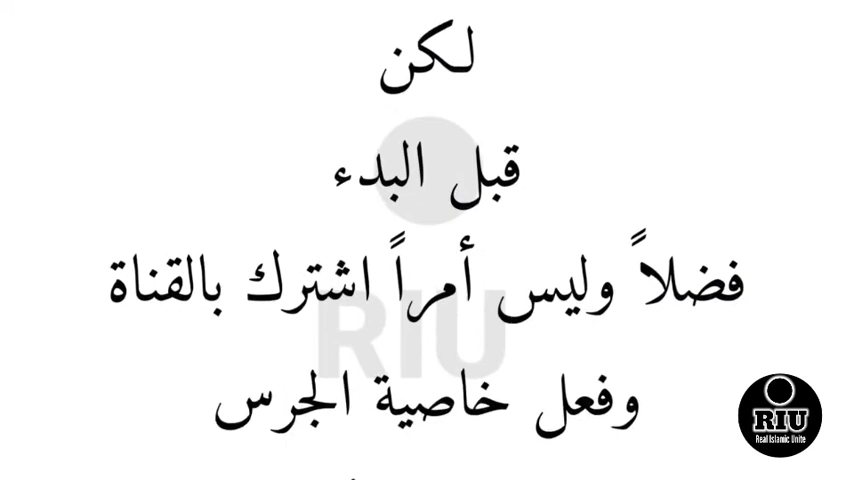 لكن
قبل البدء
فضلاً وليس أمراً اشترك بالقناة
وفعل خاصية الجرس
RIU
RIU
Real Islamic Unite